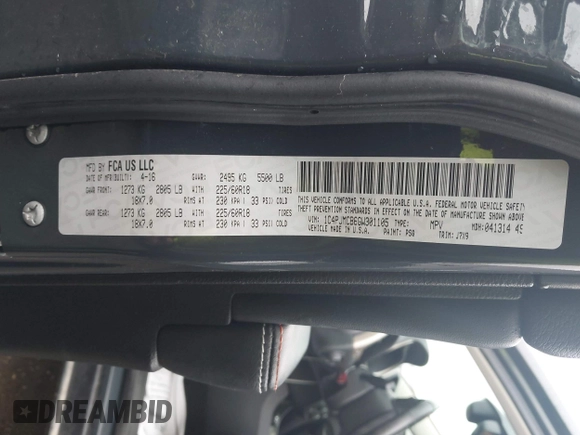 MFD BY FCA US LLC
DATE OF MFR(BUILT): 4-16 GVWR: 2495 KG 5500 LB
GAWR FRONT: 1273 KG 2805 LB WITH 225/60R18 TIRES
18X7.0 RIMS AT 230 KPA( 33 PSI) COLD
GAWR REAR: 1273 KG 2805 LB WITH 225/60R18 TIRES
18X7.0 RIMS AT 230 KPA( 33 PSI) COLD
THIS VEHICLE CONFORMS TO ALL APPLICABLE U.S.A. FEDERAL MOTOR VEHICLE SAFETY
THEFT PREVENTION STANDARDS IN EFFECT ON THE DATE OF MANUFACTURE SHOWN ABOVE
VIN: 1C4PJMCB6GW301105 TYPE: MPV MDH: 041314 49
VEHICLE MADE IN U.S.A. PAINT: PS8 TRIM: J7X9
DREAMBID